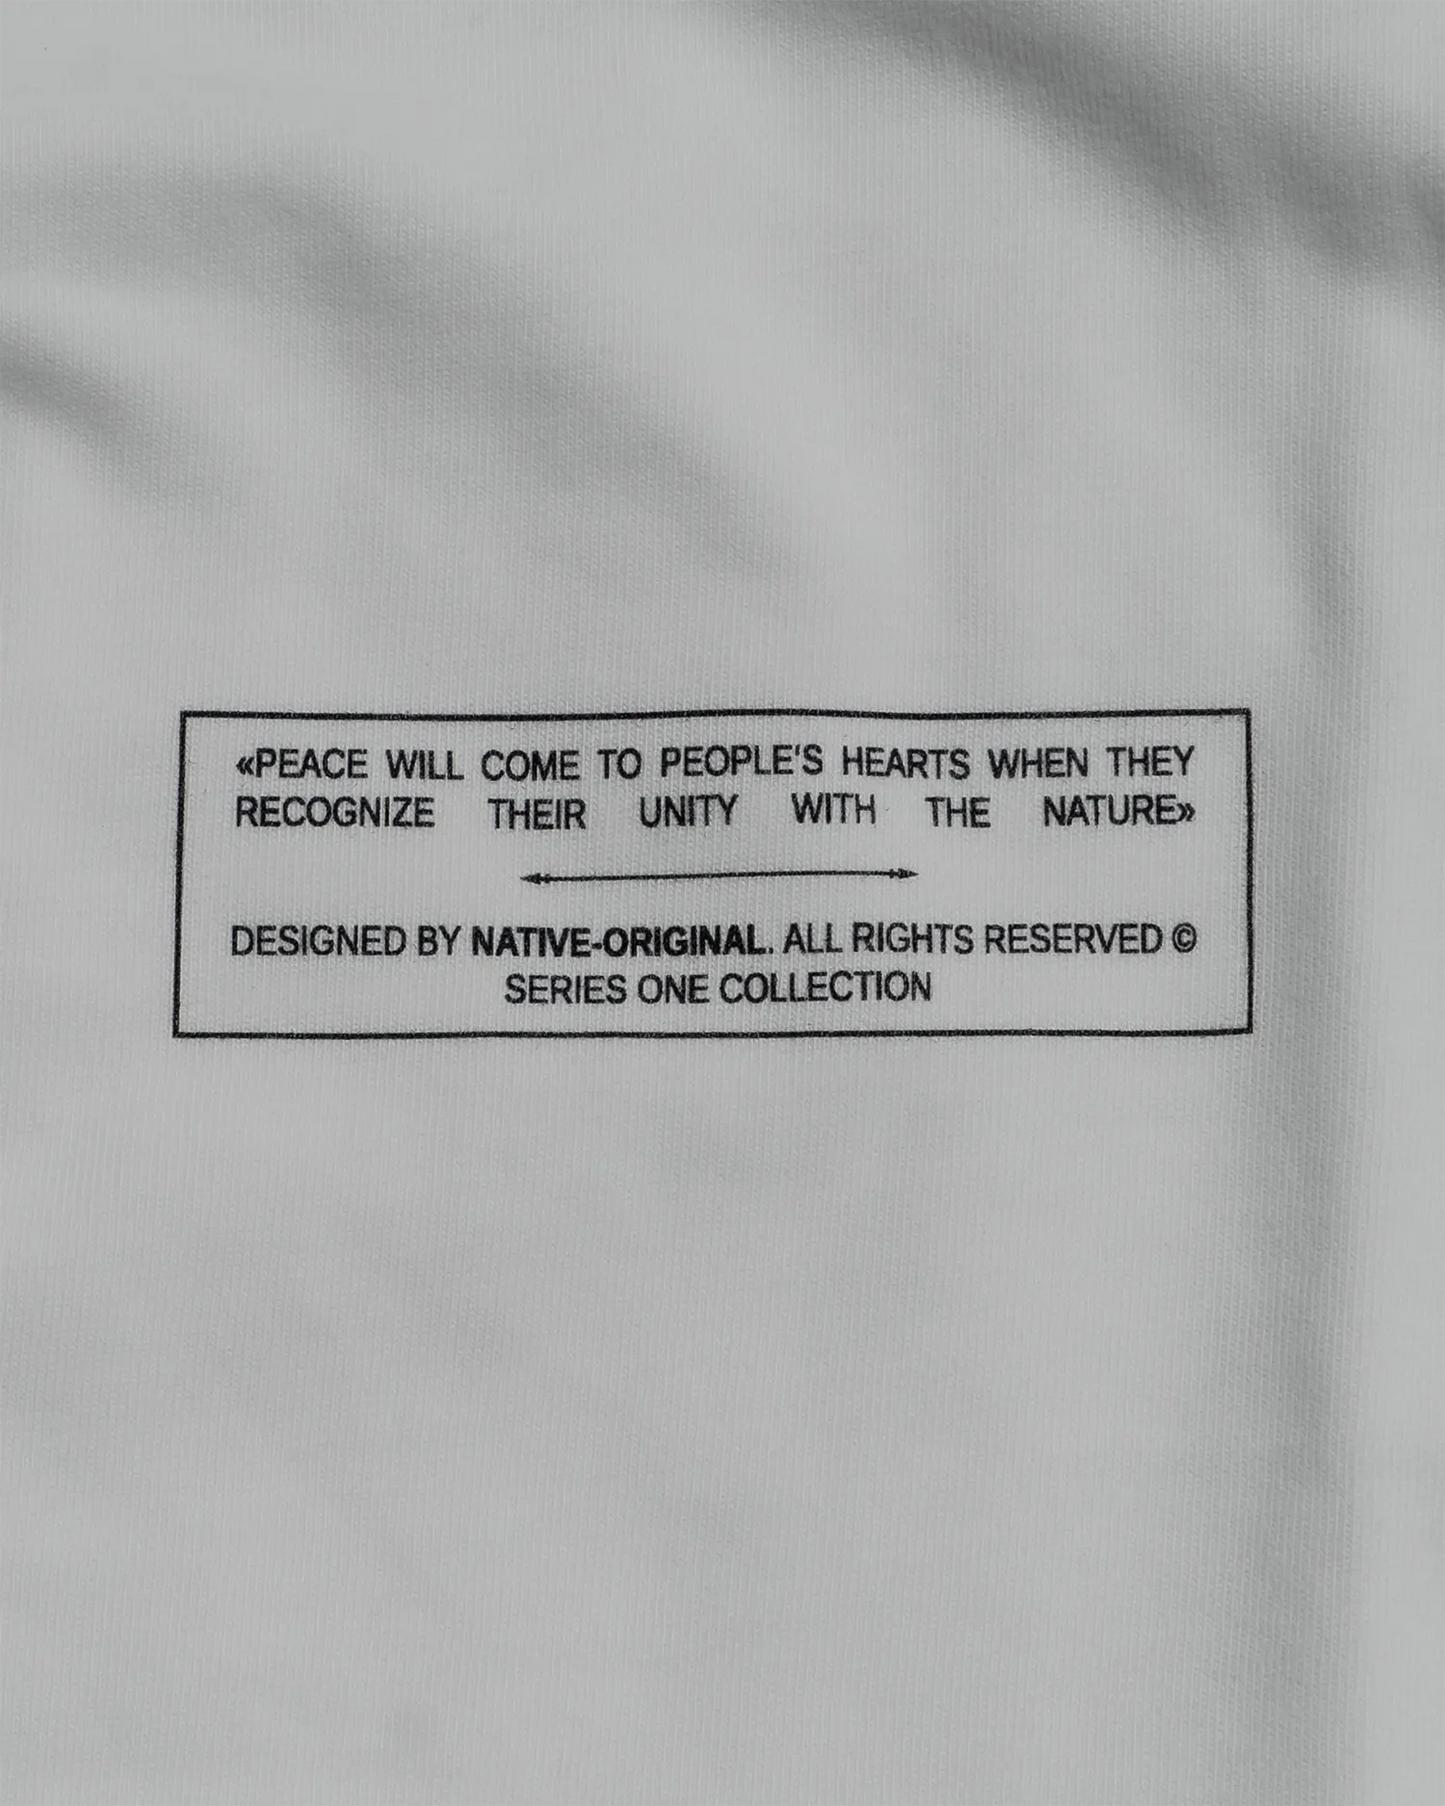 «PEACE WILL COME TO PEOPLE'S HEARTS WHEN THEY
RECOGNIZE THEIR UNITY WITH THE NATURE»
DESIGNED BY NATIVE-ORIGINAL. ALL RIGHTS RESERVED ©
SERIES ONE COLLECTION